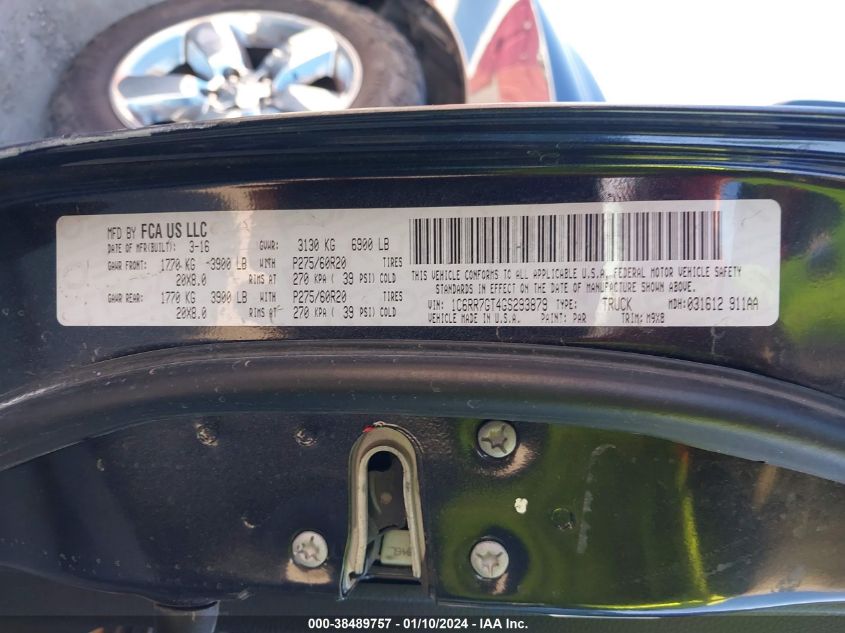 MFD BY FCA US LLC
DATE OF MFR(BUILT): 3-16 GVWR: 3130 KG 6900 LB
GAWR FRONT: 1770 KG 3900 LB WITH P275/60R20 TIRES
20X8.0 RIMS AT 270 KPA ( 39 PSI) COLD
GAWR REAR: 1770 KG 3900 LB WITH P275/60R20 TIRES
20X8.0 RIMS AT 270 KPA ( 39 PSI) COLD
THIS VEHICLE CONFORMS TO ALL APPLICABLE U.S.A. FEDERAL MOTOR VEHICLE SAFETY
STANDARDS IN EFFECT ON THE DATE OF MANUFACTURE SHOWN ABOVE.
VIN: 1C6RR7GT4GS293879 TYPE: TRUCK MDH: 031612 911AA
VEHICLE MADE IN U.S.A. PAINT: PAR TRIM: M9X8
000-38489757 - 01/10/2024 - IAA Inc.